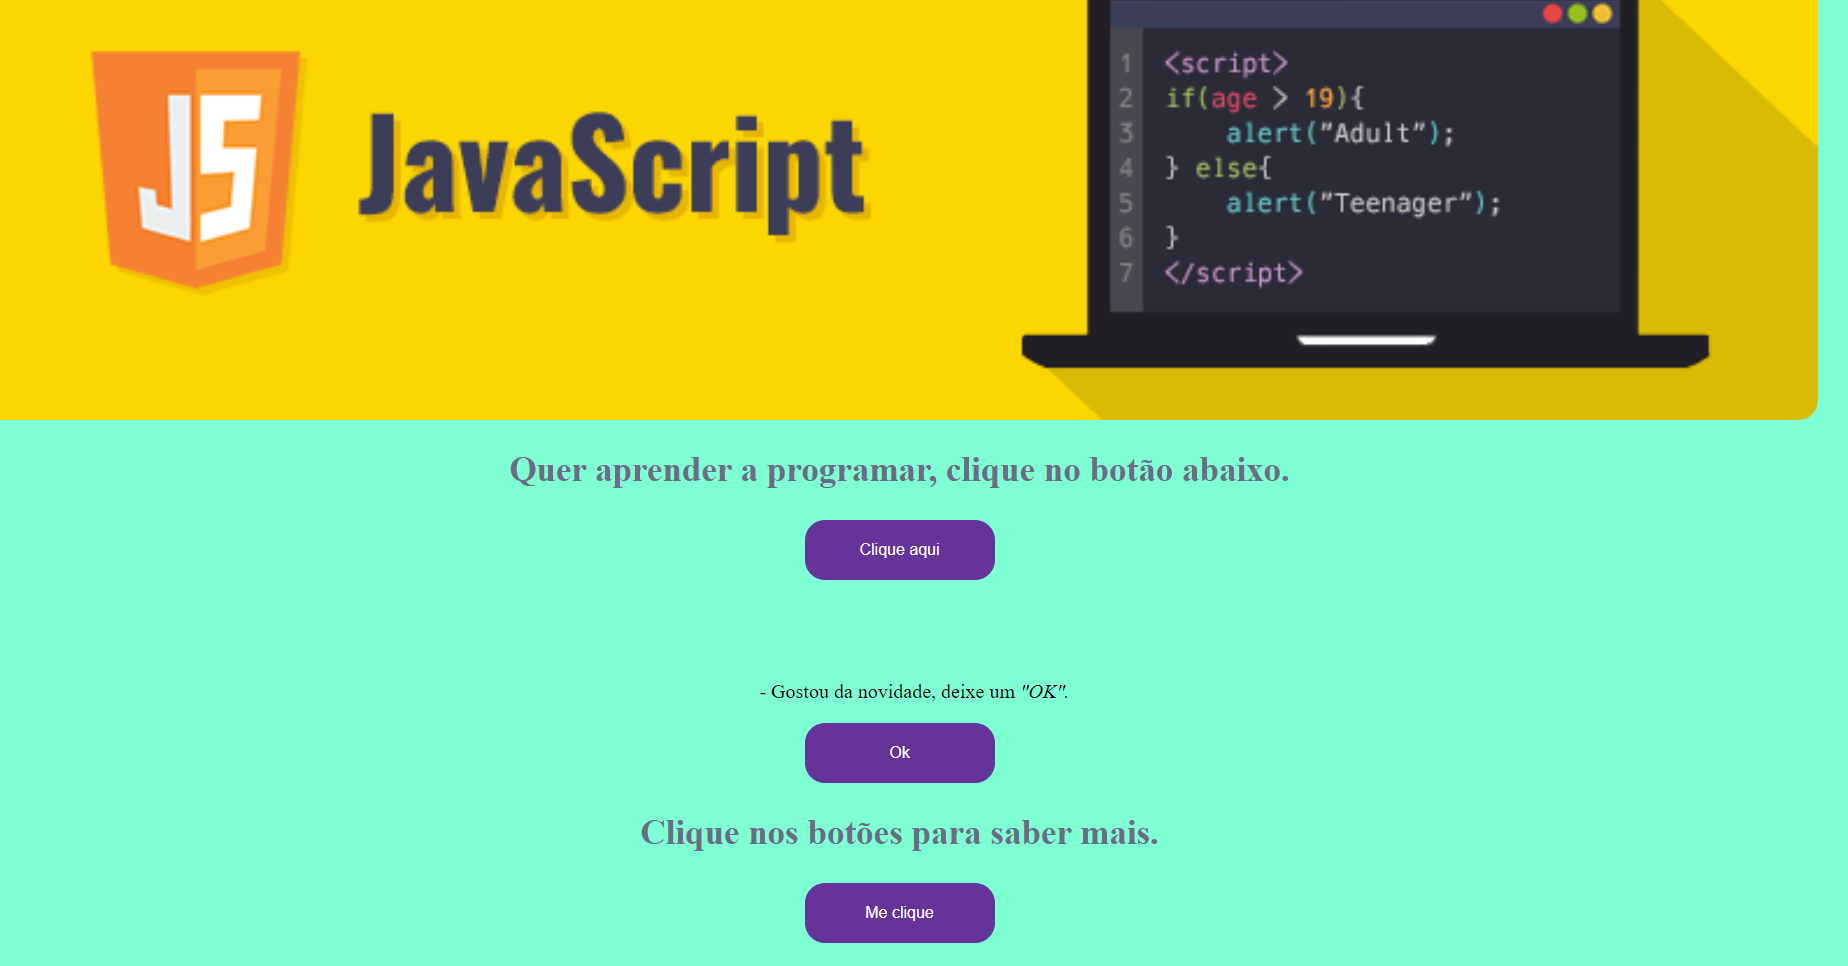 JS
JavaScript
1 <script>
2 if(age > 19){
3 alert("Adult");
4 } else{
5 alert("Teenager");
6 }
7 </script>
Quer aprender a programar, clique no botão abaixo.
Clique aqui
- Gostou da novidade, deixe um "OK".
Ok
Clique nos botões para saber mais.
Me clique